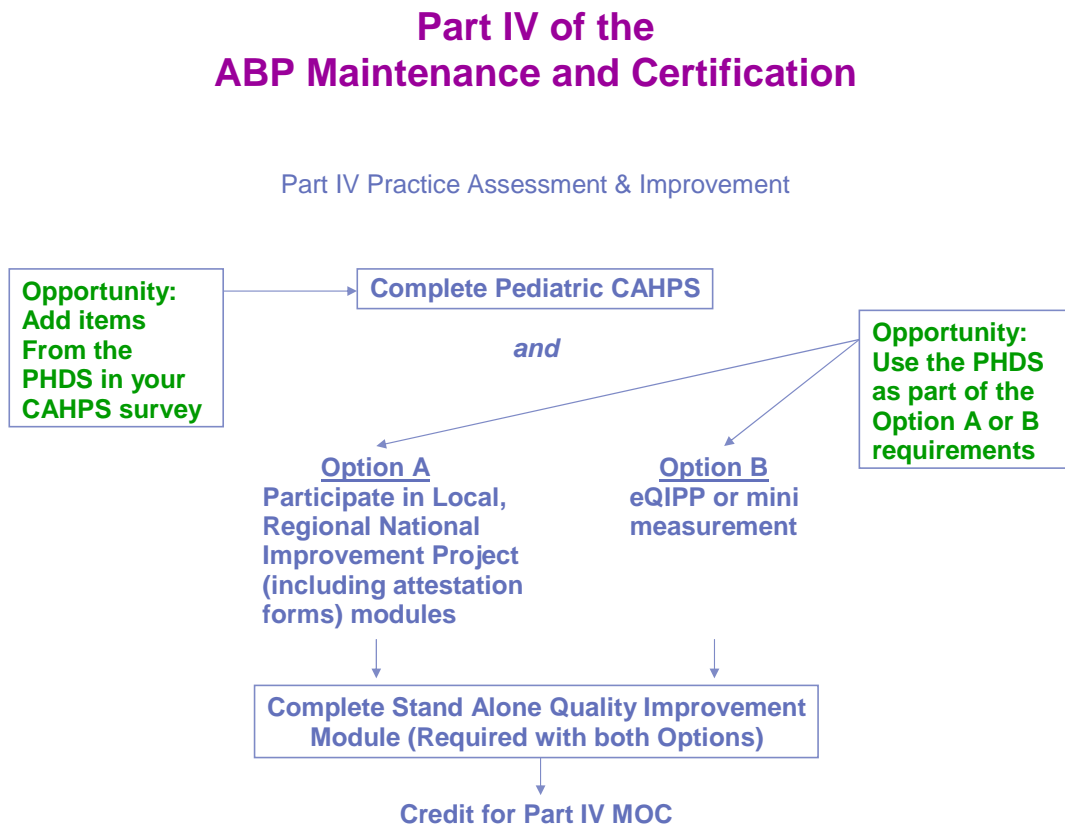 Part IV of the
ABP Maintenance and Certification
Part IV Practice Assessment & Improvement
Opportunity:
Add items
From the
PHDS in your
CAHPS survey
Complete Pediatric CAHPS
and
Opportunity:
Use the PHDS
as part of the
Option A or B
requirements
Option A
Participate in Local,
Regional National
Improvement Project
(including attestation
forms) modules
Option B
eQIPP or mini
measurement
Complete Stand Alone Quality Improvement
Module (Required with both Options)
Credit for Part IV MOC